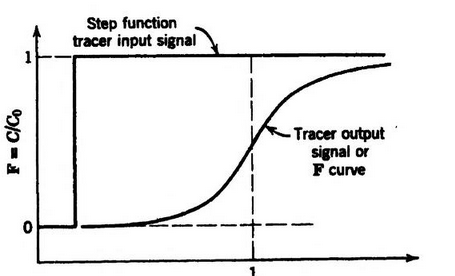 Step function
tracer input signal
1
F = C/C₀
Tracer output
signal or
F curve
0
1